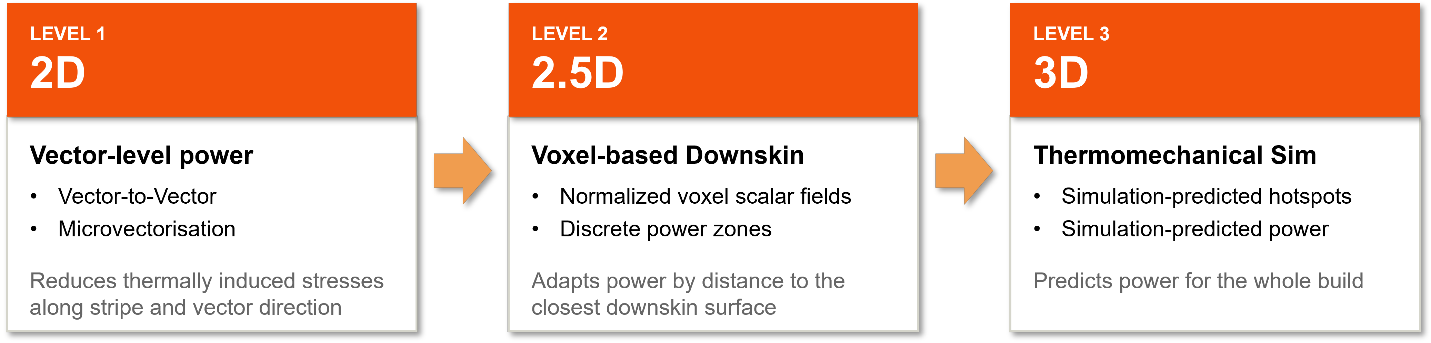 LEVEL 1
2D
Vector-level power
• Vector-to-Vector
• Microvectorisation
Reduces thermally induced stresses
along stripe and vector direction
LEVEL 2
2.5D
Voxel-based Downskin
• Normalized voxel scalar fields
• Discrete power zones
Adapts power by distance to the
closest downskin surface
LEVEL 3
3D
Thermomechanical Sim
• Simulation-predicted hotspots
• Simulation-predicted power
Predicts power for the whole build